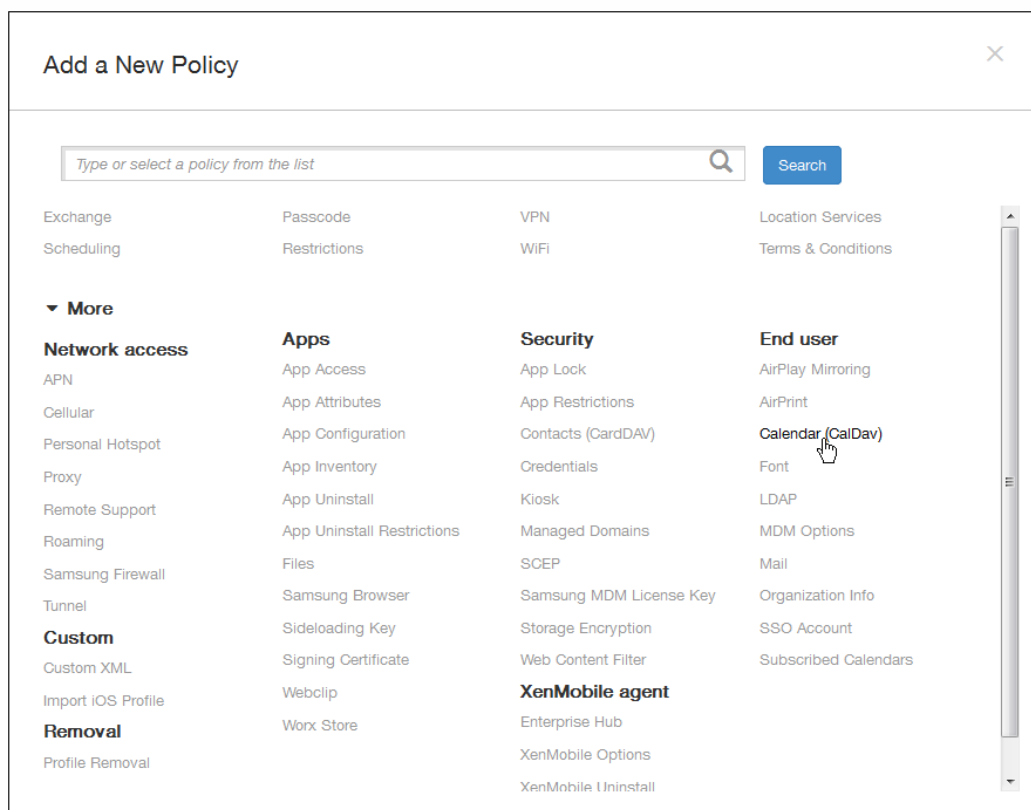 Add a New Policy
Type or select a policy from the list
Search
Exchange
Passcode
VPN
Location Services
Scheduling
Restrictions
WiFi
Terms & Conditions
More
Network access
APN
Cellular
Personal Hotspot
Proxy
Remote Support
Roaming
Samsung Firewall
Tunnel
Custom
Custom XML
Import iOS Profile
Removal
Profile Removal
Apps
App Access
App Attributes
App Configuration
App Inventory
App Uninstall
App Uninstall Restrictions
Files
Samsung Browser
Sideloading Key
Signing Certificate
Webclip
Worx Store
Security
App Lock
App Restrictions
Contacts (CardDAV)
Credentials
Kiosk
Managed Domains
SCEP
Samsung MDM License Key
Storage Encryption
Web Content Filter
XenMobile agent
Enterprise Hub
XenMobile Options
XenMobile Uninstall
End user
AirPlay Mirroring
AirPrint
Calendar (CalDav)
Font
LDAP
MDM Options
Mail
Organization Info
SSO Account
Subscribed Calendars